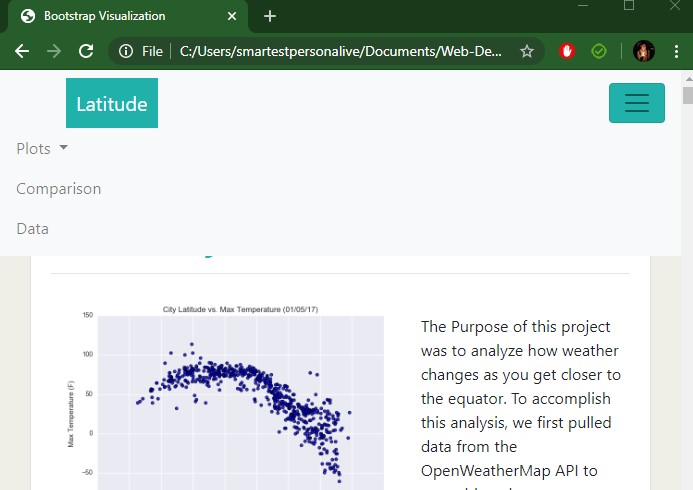 Bootstrap Visualization
File
C:/Users/smartestpersonalive/Documents/Web-De...
Latitude
Plots
Comparison
Data
City Latitude vs. Max Temperature (01/05/17)
150
100
50
0
−50
Max Temperature (F)
The Purpose of this project
was to analyze how weather
changes as you get closer to
the equator. To accomplish
this analysis, we first pulled
data from the
OpenWeatherMap API to